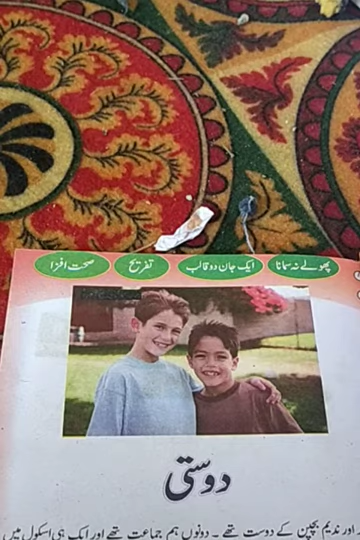 پھولے نہ سمانا ایک جان دو قالب تفریح صحت افزا
دوستی
اور ندیم بچپن کے دوست تھے ۔ دونوں ہم جماعت تھے اور ایک ہی اسکول میں